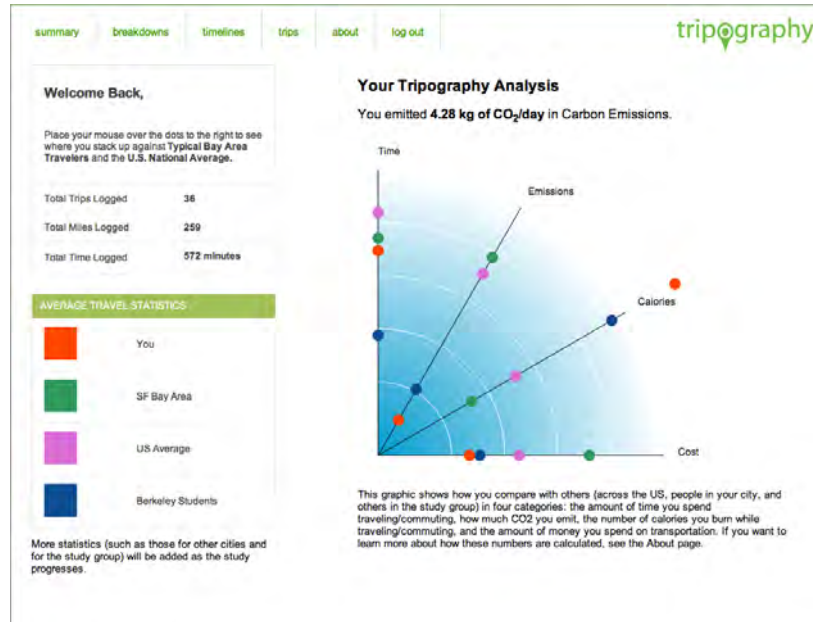 summary breakdowns timelines trips about log out
tripography
Welcome Back,
Place your mouse over the dots to the right to see
where you stack up against Typical Bay Area
Travelers and the U.S. National Average.
Total Trips Logged 36
Total Miles Logged 259
Total Time Logged 572 minutes
AVERAGE TRAVEL STATISTICS
You
SF Bay Area
US Average
Berkeley Students
More statistics (such as those for other cities and
for the study group) will be added as the study
progresses.
Your Tripography Analysis
You emitted 4.28 kg of CO2/day in Carbon Emissions.
Time
Emissions
Calories
Cost
This graphic shows how you compare with others (across the US, people in your city, and
others in the study group) in four categories: the amount of time you spend
traveling/commuting, how much CO2 you emit, the number of calories you burn while
traveling/commuting, and the amount of money you spend on transportation. If you want to
learn more about how these numbers are calculated, see the About page.